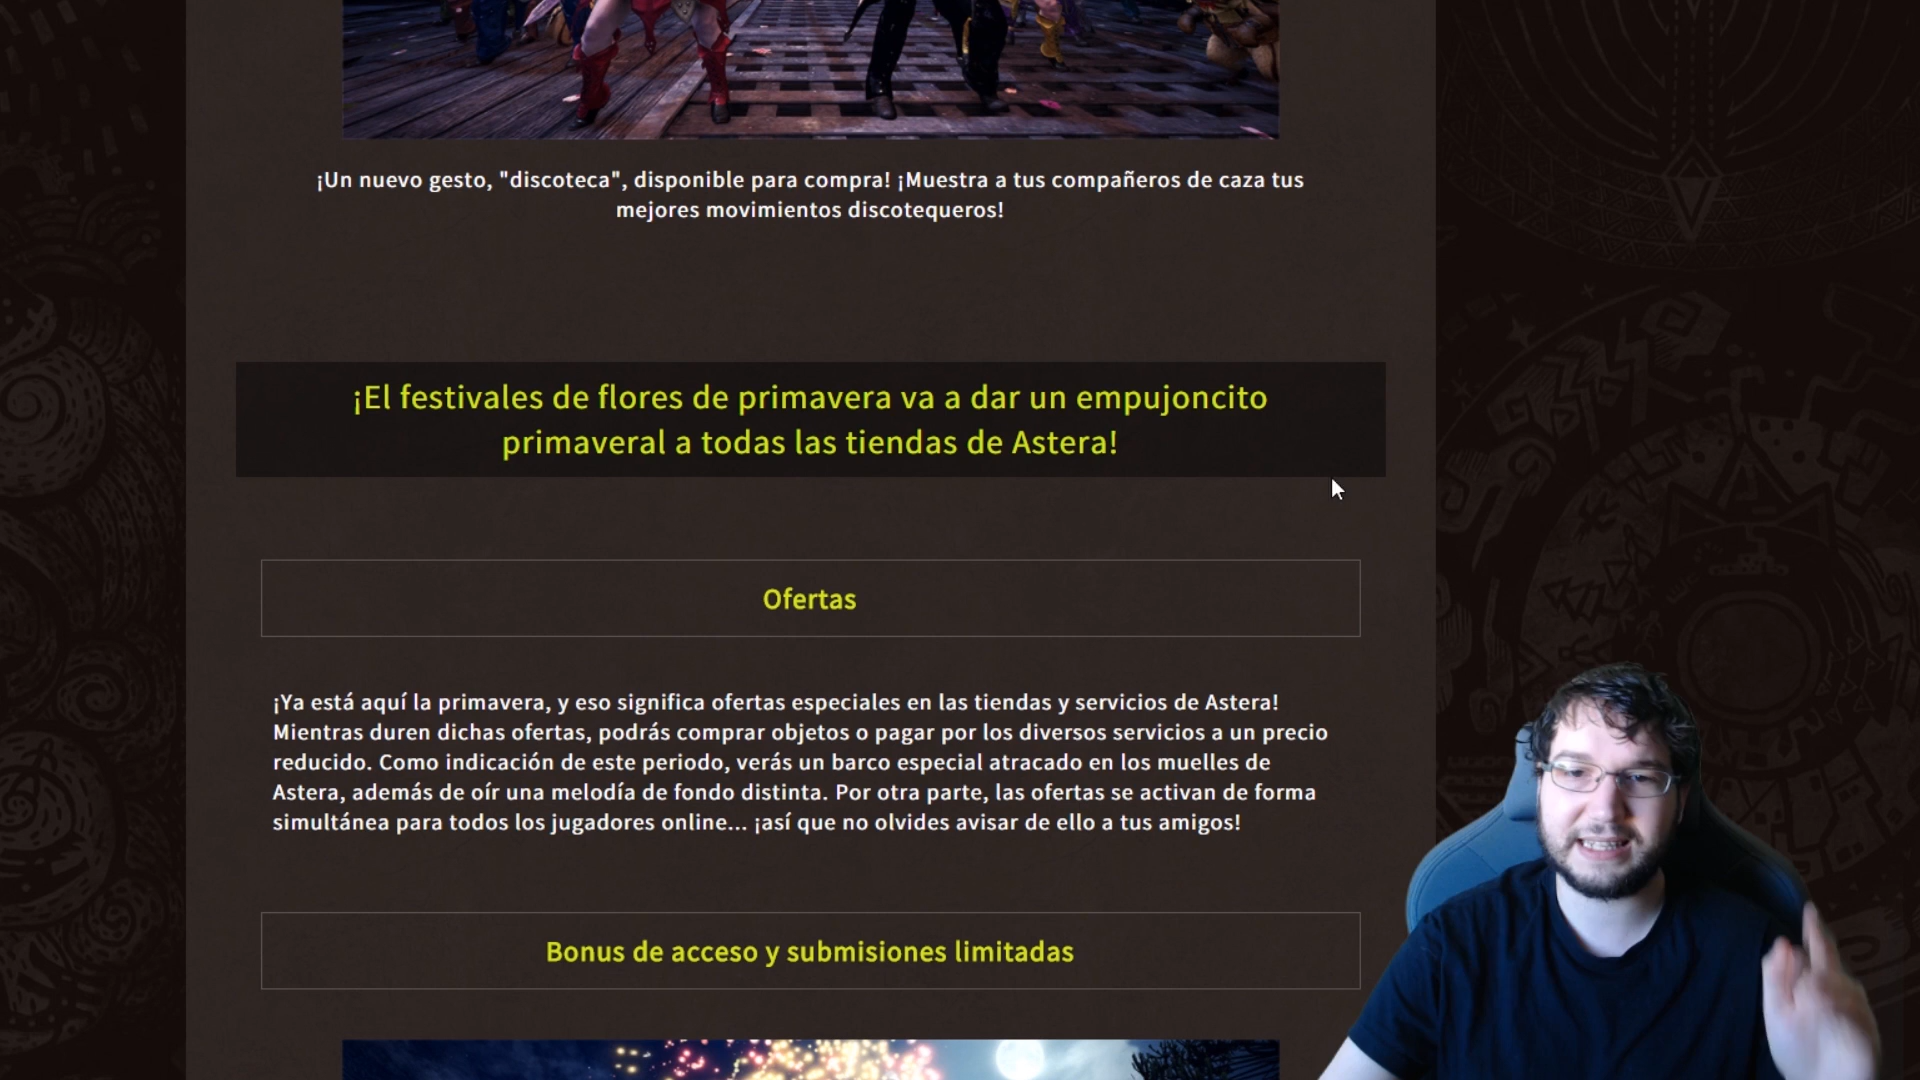 ¡Un nuevo gesto, "discoteca", disponible para compra! ¡Muestra a tus compañeros de caza tus
mejores movimientos discotequeros!
¡El festivales de flores de primavera va a dar un empujoncito
primaveral a todas las tiendas de Astera!
Ofertas
¡Ya está aquí la primavera, y eso significa ofertas especiales en las tiendas y servicios de Astera!
Mientras duren dichas ofertas, podrás comprar objetos o pagar por los diversos servicios a un precio
reducido. Como indicación de este periodo, verás un barco especial atracado en los muelles de
Astera, además de oír una melodía de fondo distinta. Por otra parte, las ofertas se activan de forma
simultánea para todos los jugadores online... ¡así que no olvides avisar de ello a tus amigos!
Bonus de acceso y submisiones limitadas